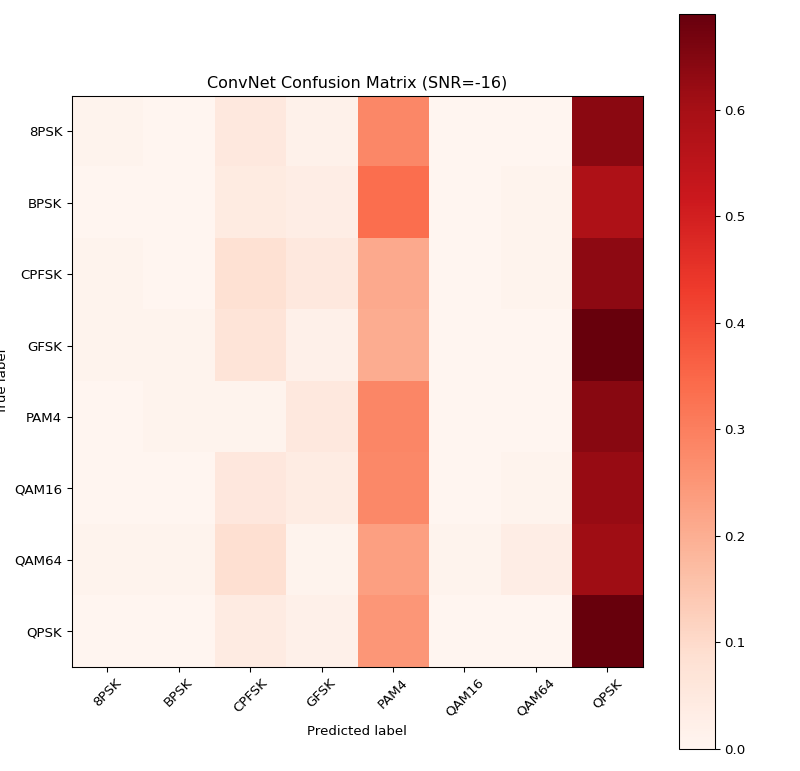 ConvNet Confusion Matrix (SNR=-16)
8PSK
BPSK
CPFSK
GFSK
PAM4
QAM16
QAM64
QPSK
8PSK
BPSK
CPFSK
GFSK
PAM4
QAM16
QAM64
QPSK
Predicted label
0.6
0.5
0.4
0.3
0.2
0.1
0.0